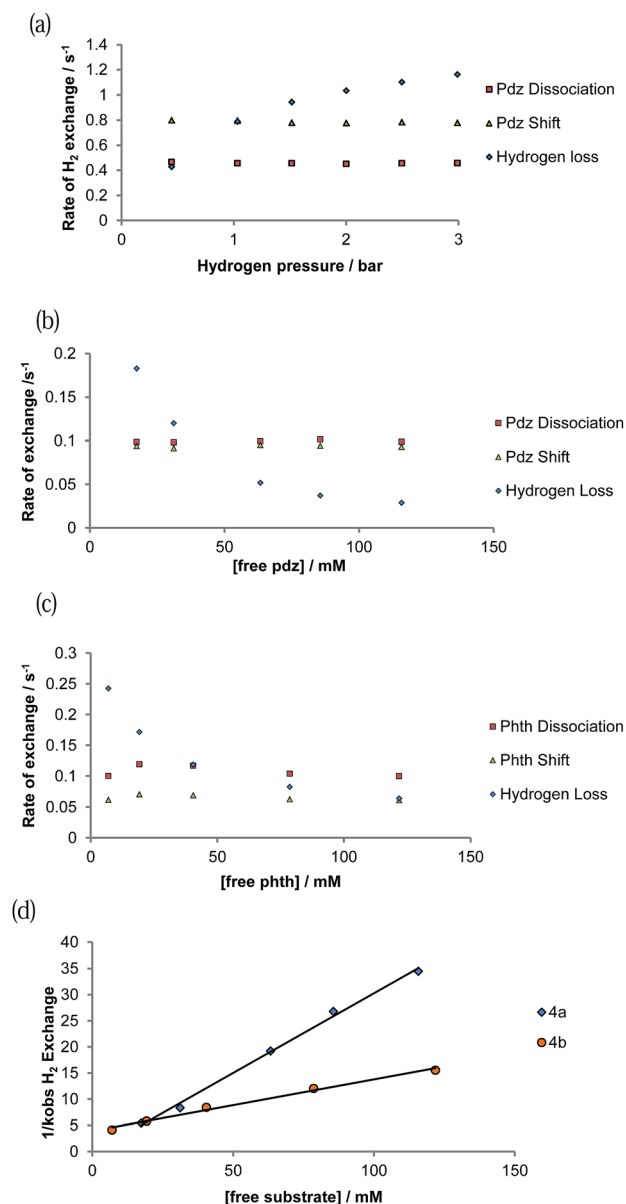 (a)
1.4
1.2
1
0.8
0.6
0.4
0.2
0
0
1
2
3
Rate of H2 exchange / s-1
Hydrogen pressure / bar
Pdz Dissociation
Pdz Shift
Hydrogen loss
(b)
0.2
0.15
0.1
0.05
0
0
50
100
150
Rate of exchange /s-1
[free pdz] / mM
Pdz Dissociation
Pdz Shift
Hydrogen Loss
(c)
0.3
0.25
0.2
0.15
0.1
0.05
0
0
50
100
150
Rate of exchange / s-1
[free phth] / mM
Phth Dissociation
Phth Shift
Hydrogen Loss
(d)
40
35
30
25
20
15
10
5
0
0
50
100
150
1/kobs H2 Exchange
[free substrate] / mM
4a
4b